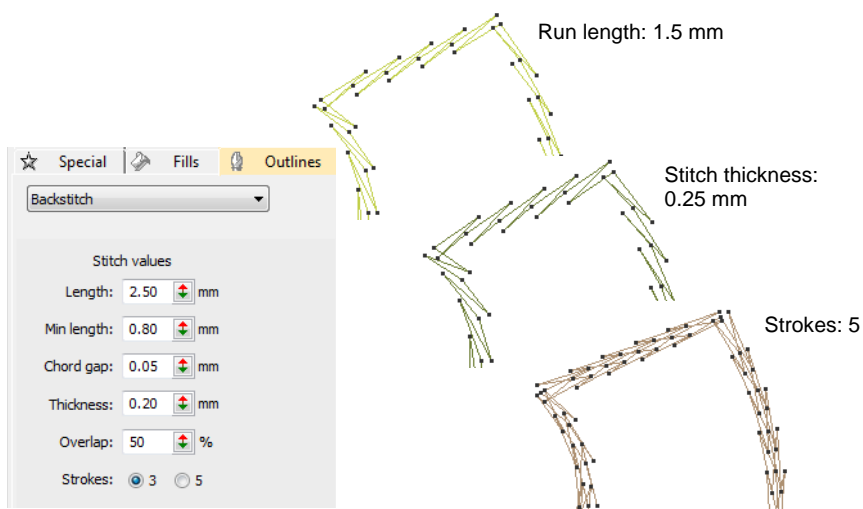 Run length: 1.5 mm
Special Fills Outlines
Backstitch
Stitch thickness:
0.25 mm
Stitch values
Length: 2.50 mm
Min length: 0.80 mm
Chord gap: 0.05 mm
Strokes: 5
Thickness: 0.20 mm
Overlap: 50 %
Strokes: 3 5